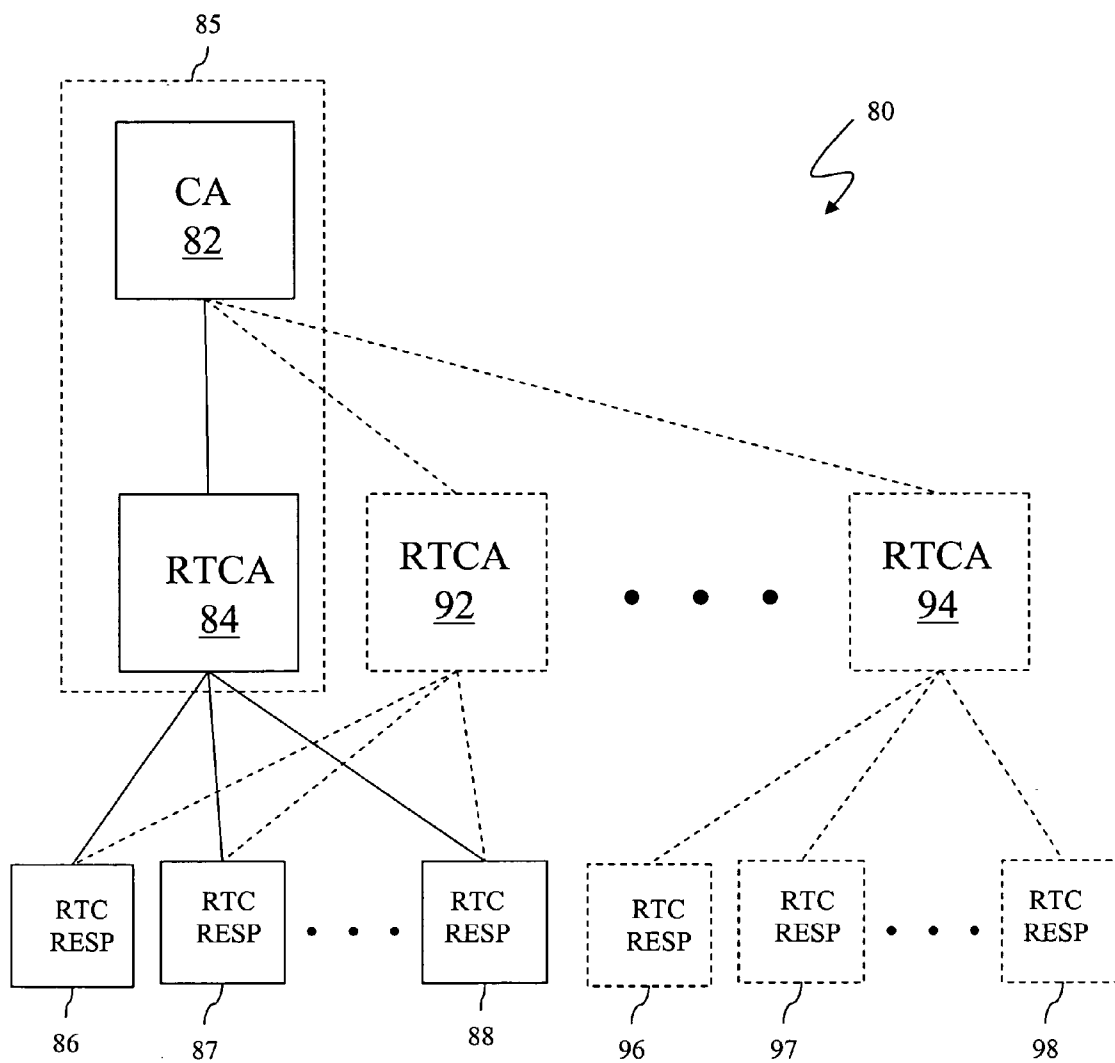 85
80
CA
82
RTCA
84
RTCA
92
RTCA
94
RTC
RESP
RTC
RESP
RTC
RESP
RTC
RESP
RTC
RESP
RTC
RESP
86
87
88
96
97
98